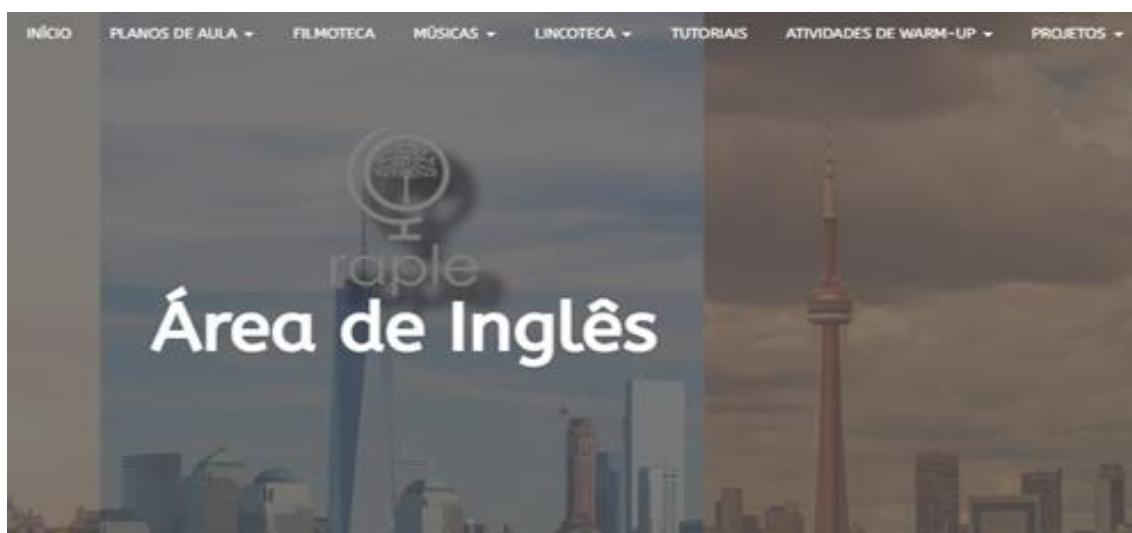 INÍCIO PLANOS DE AULA FILMOTECA MÚSICAS LINCOTECA TUTORIAIS ATIVIDADES DE WARM-UP PROJETOS
raple
Área de Inglês